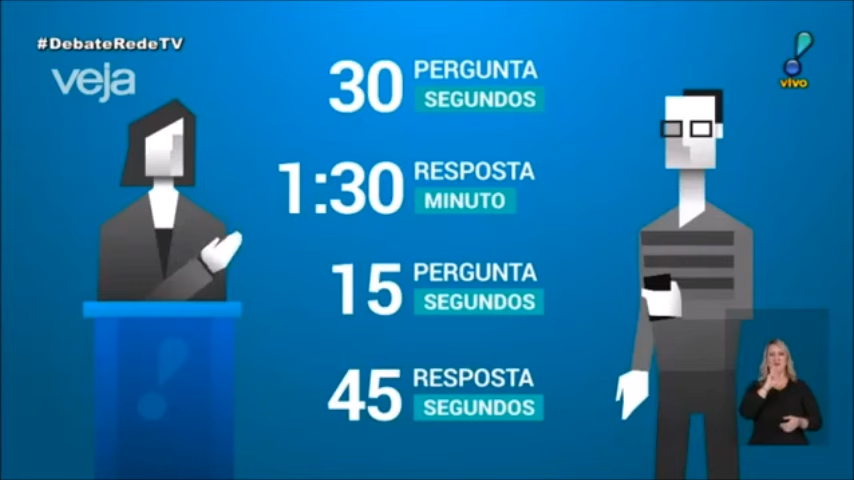 #DebateRedeTV
veja
vivo
30 PERGUNTA
SEGUNDOS
1:30 RESPOSTA
MINUTO
15 PERGUNTA
SEGUNDOS
45 RESPOSTA
SEGUNDOS